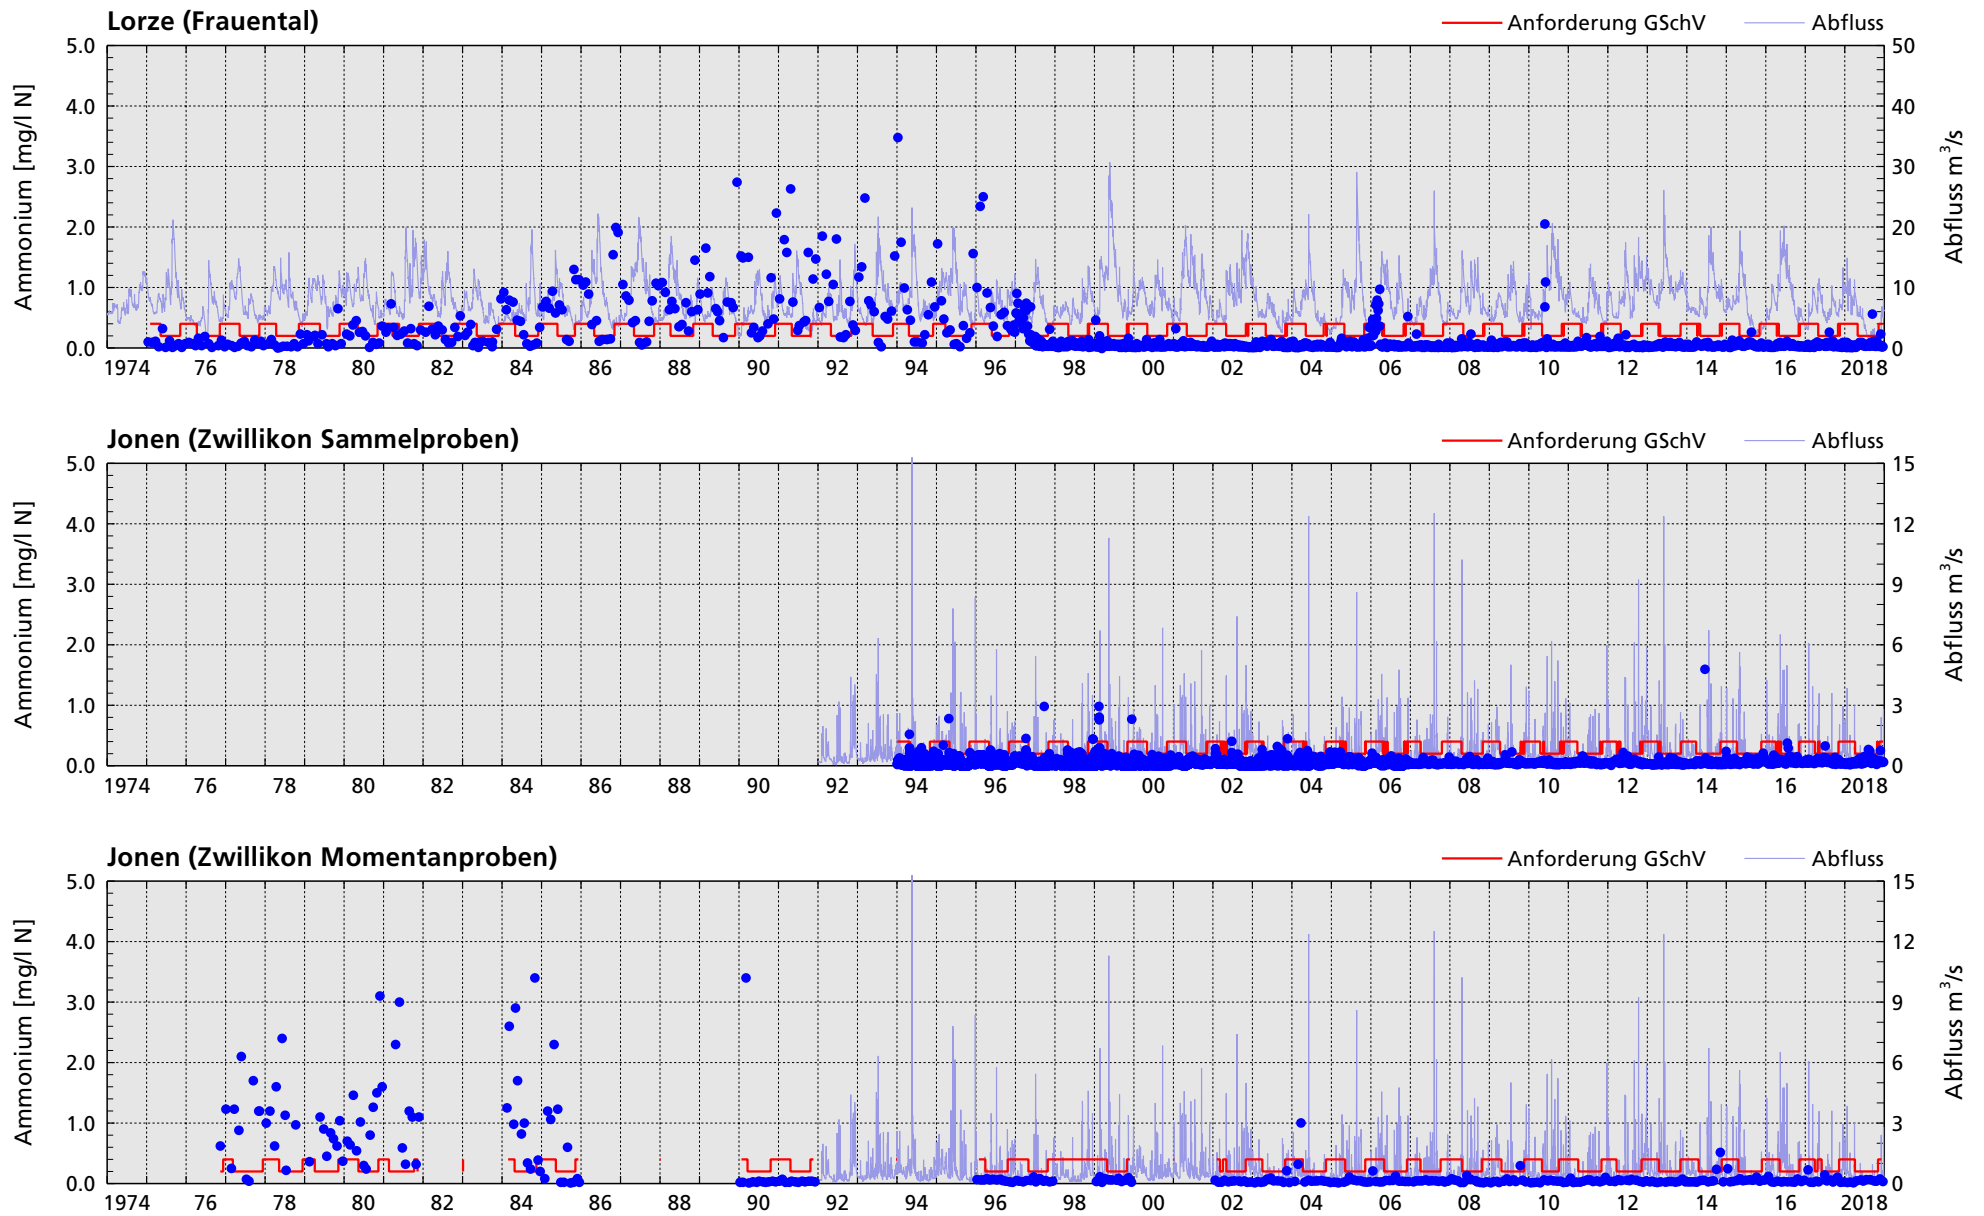 Lorze (Frauental)
Anforderung GSchV
Abfluss
Ammonium [mg/l N]
5.0
4.0
3.0
2.0
1.0
0.0
50
40
30
20
10
0
Abfluss m³/s
1974 76 78 80 82 84 86 88 90 92 94 96 98 00 02 04 06 08 10 12 14 16 2018
Jonen (Zwillikon Sammelproben)
Anforderung GSchV
Abfluss
Ammonium [mg/l N]
5.0
4.0
3.0
2.0
1.0
0.0
15
12
9
6
3
0
Abfluss m³/s
1974 76 78 80 82 84 86 88 90 92 94 96 98 00 02 04 06 08 10 12 14 16 2018
Jonen (Zwillikon Momentanproben)
Anforderung GSchV
Abfluss
Ammonium [mg/l N]
5.0
4.0
3.0
2.0
1.0
0.0
15
12
9
6
3
0
Abfluss m³/s
1974 76 78 80 82 84 86 88 90 92 94 96 98 00 02 04 06 08 10 12 14 16 2018